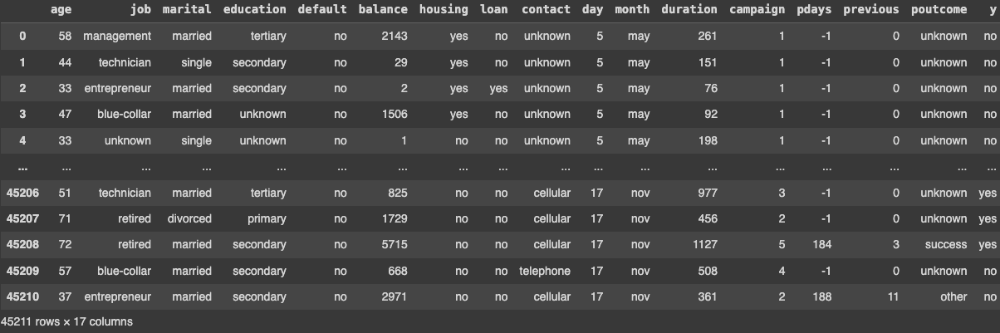 age job marital education default balance housing loan contact day month duration campaign pdays previous poutcome y
0 58 management married tertiary no 2143 yes no unknown 5 may 261 1 -1 0 unknown no
1 44 technician single secondary no 29 yes no unknown 5 may 151 1 -1 0 unknown no
2 33 entrepreneur married secondary no 2 yes yes unknown 5 may 76 1 -1 0 unknown no
3 47 blue-collar married unknown no 1506 yes no unknown 5 may 92 1 -1 0 unknown no
4 33 unknown single unknown no 1 no no unknown 5 may 198 1 -1 0 unknown no
... ... ... ... ... ... ... ... ... ... ... ... ... ... ... ... ... ...
45206 51 technician married tertiary no 825 no no cellular 17 nov 977 3 -1 0 unknown yes
45207 71 retired divorced primary no 1729 no no cellular 17 nov 456 2 -1 0 unknown yes
45208 72 retired married secondary no 5715 no no cellular 17 nov 1127 5 184 3 success yes
45209 57 blue-collar married secondary no 668 no no telephone 17 nov 508 4 -1 0 unknown no
45210 37 entrepreneur married secondary no 2971 no no cellular 17 nov 361 2 188 11 other no
45211 rows × 17 columns